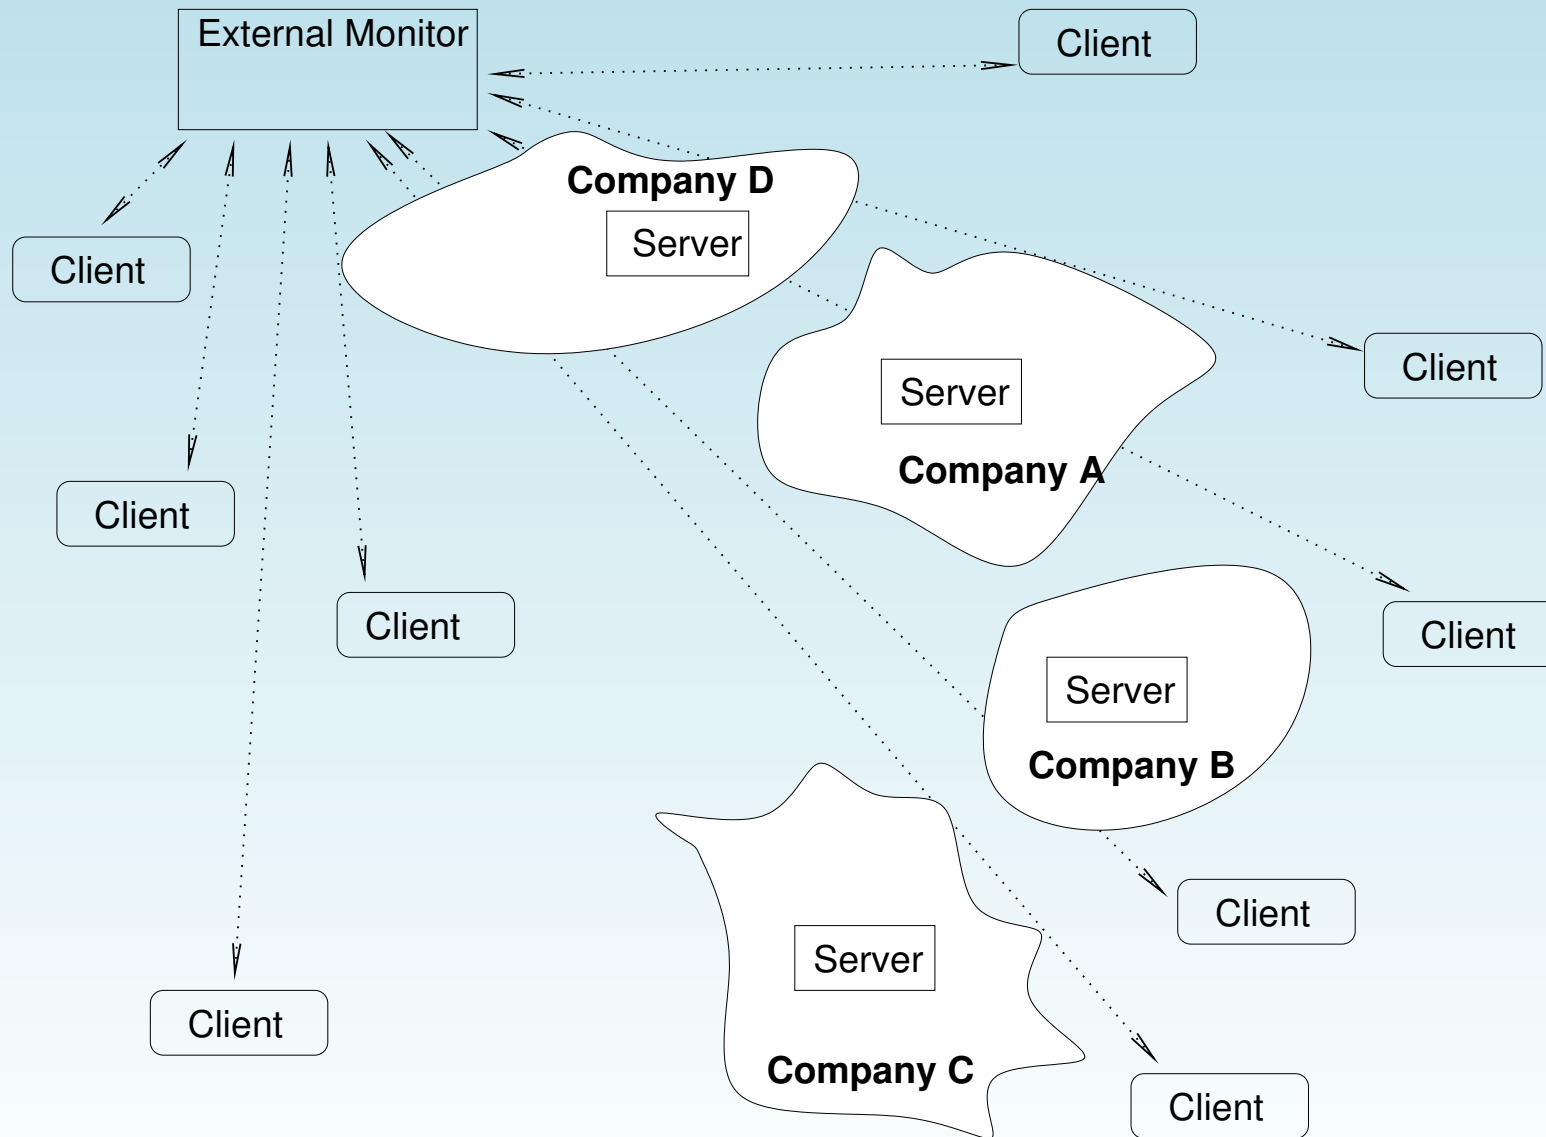 External Monitor
Client
Company D
Server
Client
Client
Server
Company A
Client
Client
Client
Server
Company B
Client
Server
Client
Company C
Client